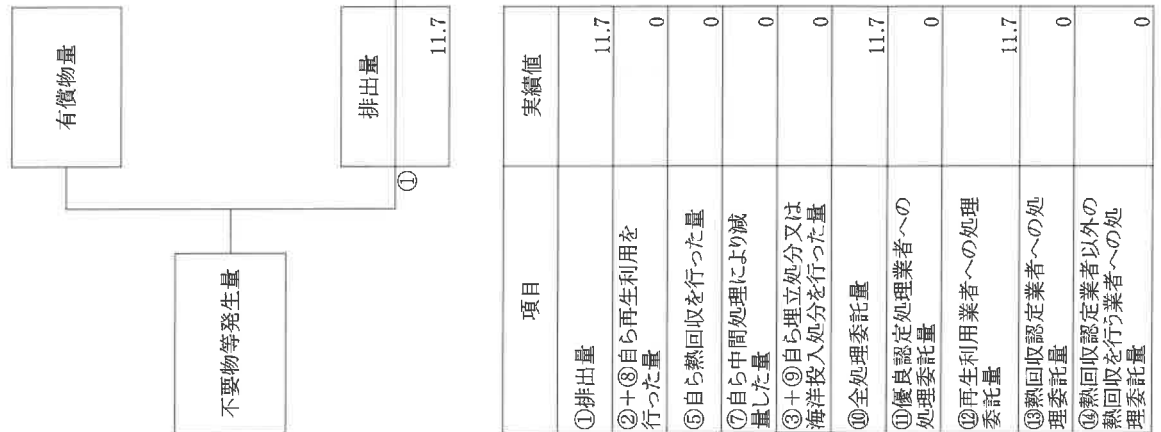 有償物量
不要物等発生量
排出量
①
11.7
項目
実績値
①排出量
11.7
②+⑧自ら再生利用を
行った量
0
⑤自ら熱回収を行った量
0
⑦自ら中間処理により減
量した量
0
③+⑨自ら埋立処分又は
海洋投入処分を行った量
0
⑩全処理委託量
11.7
⑪優良認定処理業者への
処理委託量
0
⑫再生利用業者への処理
委託量
11.7
⑬熱回収認定業者への処
理委託量
0
⑭熱回収認定業者以外の
熱回収を行う業者への処
理委託量
0